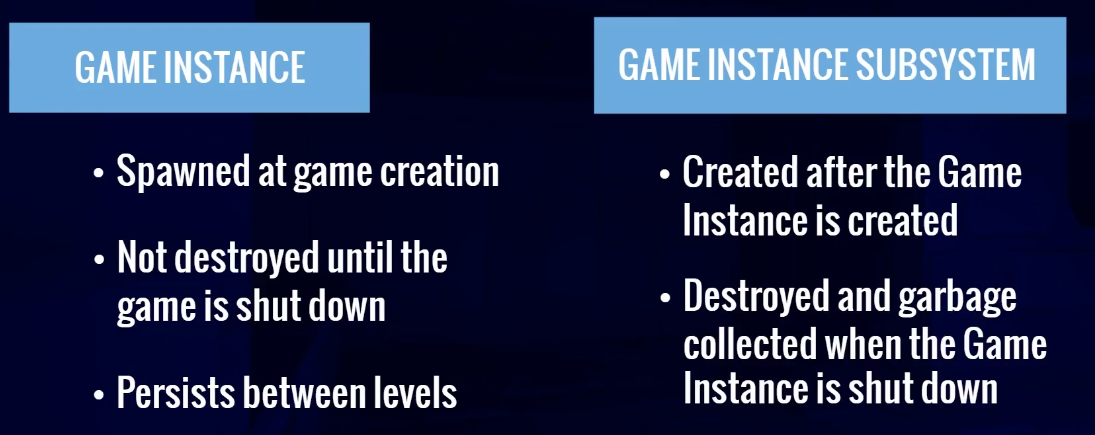 GAME INSTANCE
• Spawned at game creation
• Not destroyed until the
game is shut down
• Persists between levels
GAME INSTANCE SUBSYSTEM
• Created after the Game
Instance is created
• Destroyed and garbage
collected when the Game
Instance is shut down